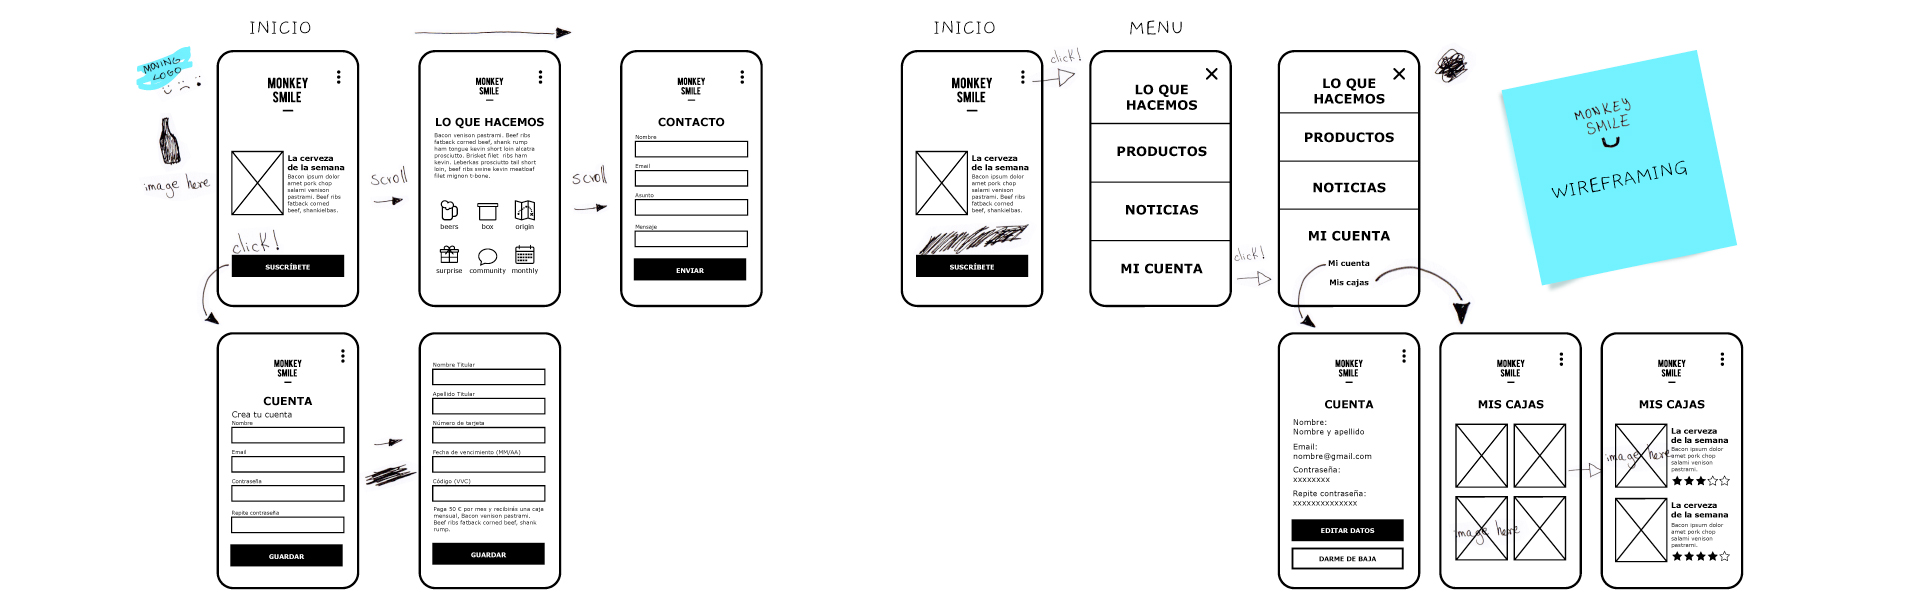 INICIO
MOVING
LOGO
image here
MONKEY
SMILE
La cerveza
de la semana
Bacon ipsum dolor
amet pork chop
salami venison
pastrami. Beef ribs
fatback corned
beef, shankielbas.
click!
SUSCRÍBETE
scroll
MONKEY
SMILE
LO QUE HACEMOS
Bacon venison pastrami. Beef ribs
fatback corned beef, shank rump
ham tongue kevin short loin alcatra
prosciutto. Brisket filet ribs ham
kevin. Leberkas prosciutto tail short
loin, beef ribs swine kevin meatloaf
filet mignon t-bone.
beers
box
origin
surprise
community
monthly
scroll
MONKEY
SMILE
CONTACTO
Nombre
Email
Asunto
Mensaje
ENVIAR
MONKEY
SMILE
CUENTA
Crea tu cuenta
Nombre
Email
Contraseña
Repite contraseña
GUARDAR
Nombre Titular
Apellido Titular
Número de tarjeta
Fecha de vencimiento (MM/AA)
Código (VVC)
Page 50 € por mes y recibirés una caja
mensual, Bacon venison pastrami.
Beef ribs fatback corned beef, shank
rump.
GUARDAR
INICIO
MONKEY
SMILE
La cerveza
de la semana
Bacon ipsum dolor
amet pork chop
salami venison
pastrami. Beef ribs
fatback corned
beef, shankielbas.
SUSCRÍBETE
click!
MENU
LO QUE
HACEMOS
PRODUCTOS
NOTICIAS
MI CUENTA
click!
LO QUE
HACEMOS
PRODUCTOS
NOTICIAS
MI CUENTA
Mi cuenta
Mis cajas
MONKEY
SMILE
WIREFRAMING
MONKEY
SMILE
CUENTA
Nombre:
Nombre y apellido
Email:
nombre@gmail.com
Contraseña:
xxxxxxxx
Repite contraseña:
xxxxxxxxxxxxxx
EDITAR DATOS
DARME DE BAJA
MONKEY
SMILE
MIS CAJAS
image here
MONKEY
SMILE
MIS CAJAS
image here
La cerveza
de la semana
Bacon ipsum dolor
amet pork chop
salami venison
pastrami.
La cerveza
de la semana
Bacon ipsum dolor
amet pork chop
salami venison
pastrami.